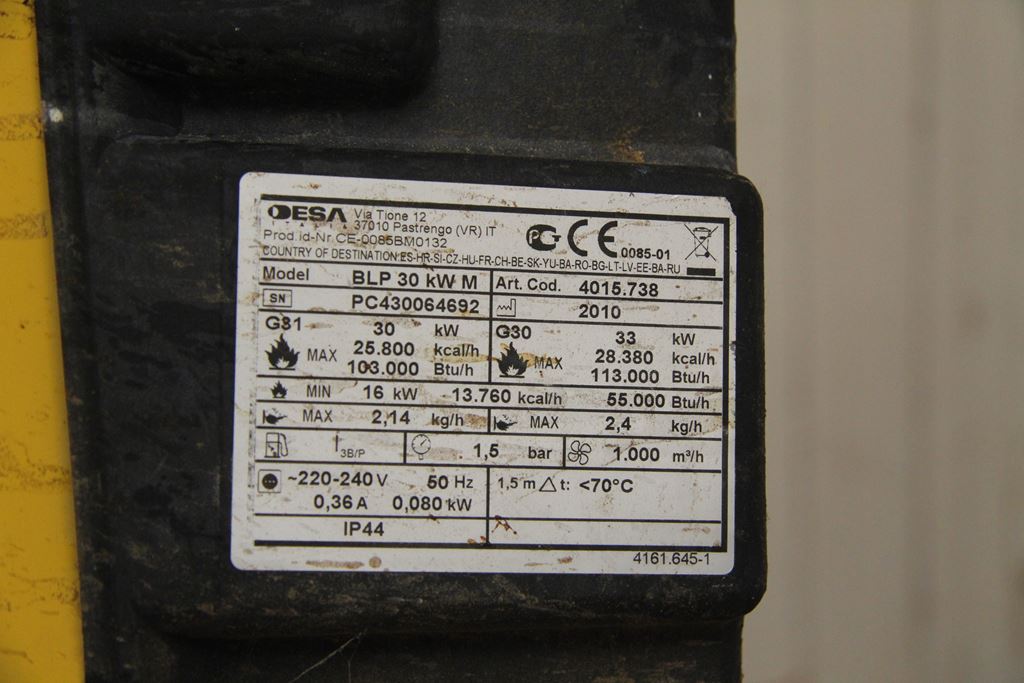 DESA Via Tione 12
ITALIA 37010 Pastrengo (VR) IT
Prod.Id-Nr.CE-0085BM0132
CE 0085-01
COUNTRY OF DESTINATION:ES-HR-SI-CZ-HU-FR-CH-BE-SK-YU-BA-RO-BG-LT-LV-EE-BA-RU
Model BLP 30 kW M Art. Cod. 4015.738
SN PC430064692 2010
G31 30 kW G30 33 kW
MAX 25.800 kcal/h MAX 28.380 kcal/h
103.000 Btu/h 113.000 Btu/h
MIN 16 kW 13.760 kcal/h 55.000 Btu/h
MAX 2,14 kg/h MAX 2,4 kg/h
I3B/P 1,5 bar 1.000 m³/h
~220-240 V 50 Hz 1,5 m △ t: <70°C
0,36 A 0,080 kW
IP44
4161.645-1